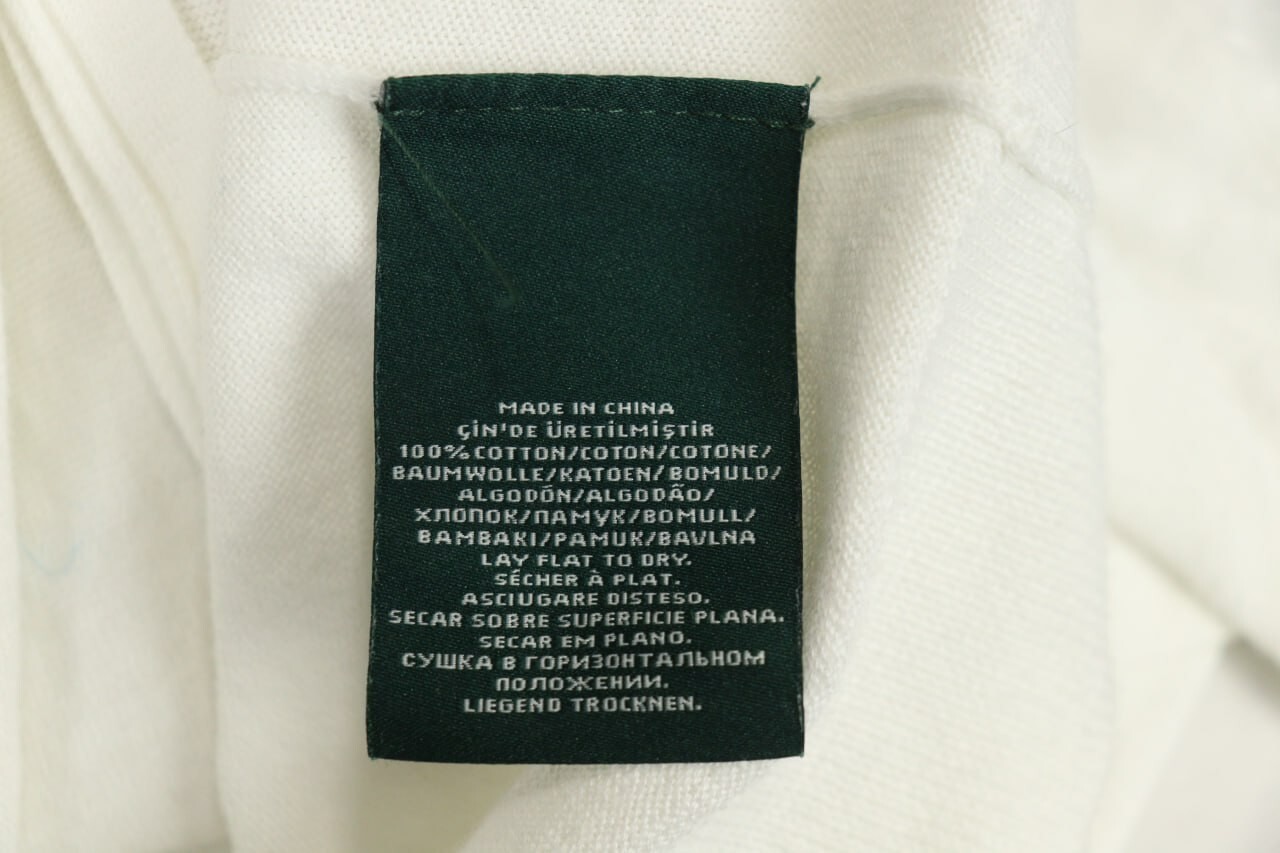 MADE IN CHINA
ÇİN'DE ÜRETİLMİŞTİR
100%COTTON/COTON/COTONE/
BAUMWOLLE/KATOEN/BOMULD/
ALGODÓN/ALGODÃO/
ХЛОПОК/ПАМУК/BOMULL/
BAMBAKI/PAMUK/BAVLNA
LAY FLAT TO DRY.
SÉCHER À PLAT.
ASCIUGARE DISTESO.
SECAR SOBRE SUPERFICIE PLANA.
SECAR EM PLANO.
СУШКА В ГОРИЗОНТАЛЬНОМ
ПОЛОЖЕНИИ.
LIEGEND TROCKNEN.